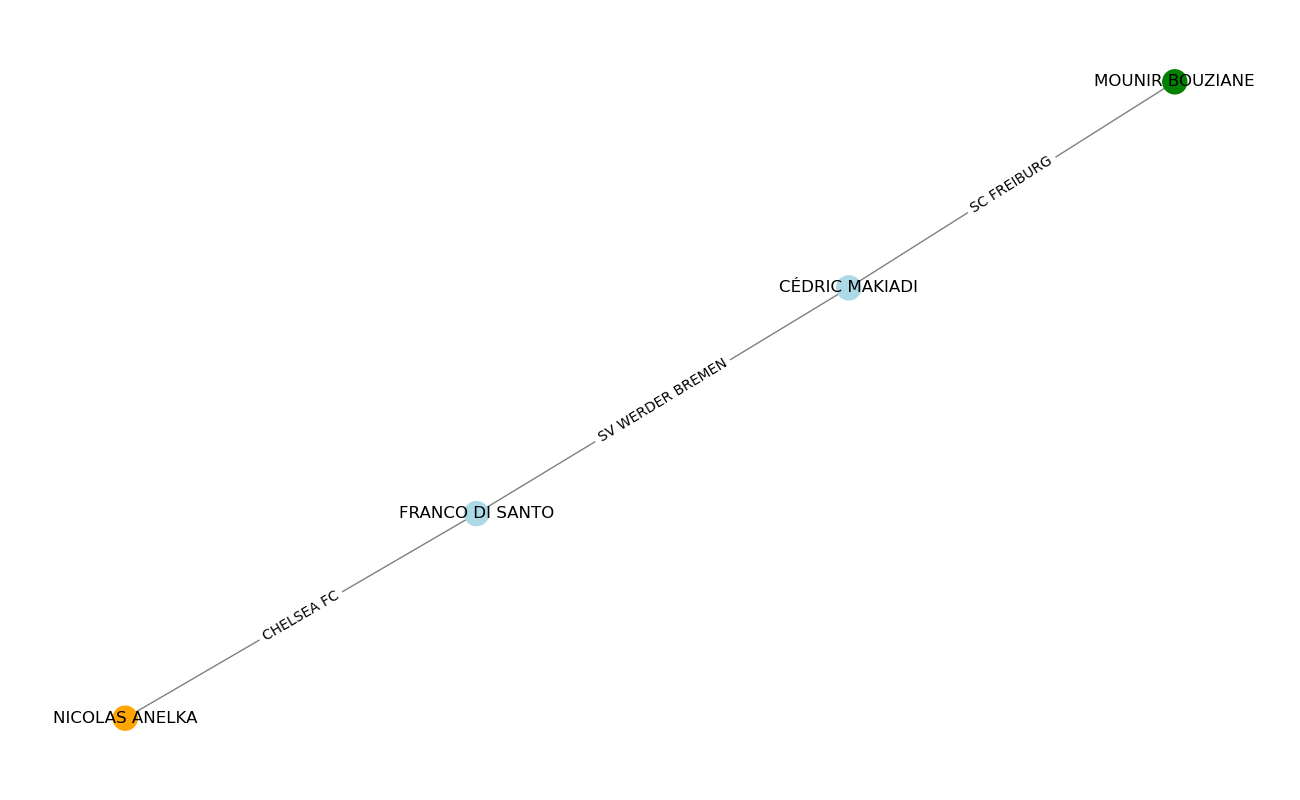 MOUNIR BOUZIANE
SC FREIBURG
CÉDRIC MAKIADI
SV WERDER BREMEN
FRANCO DI SANTO
CHELSEA FC
NICOLAS ANELKA